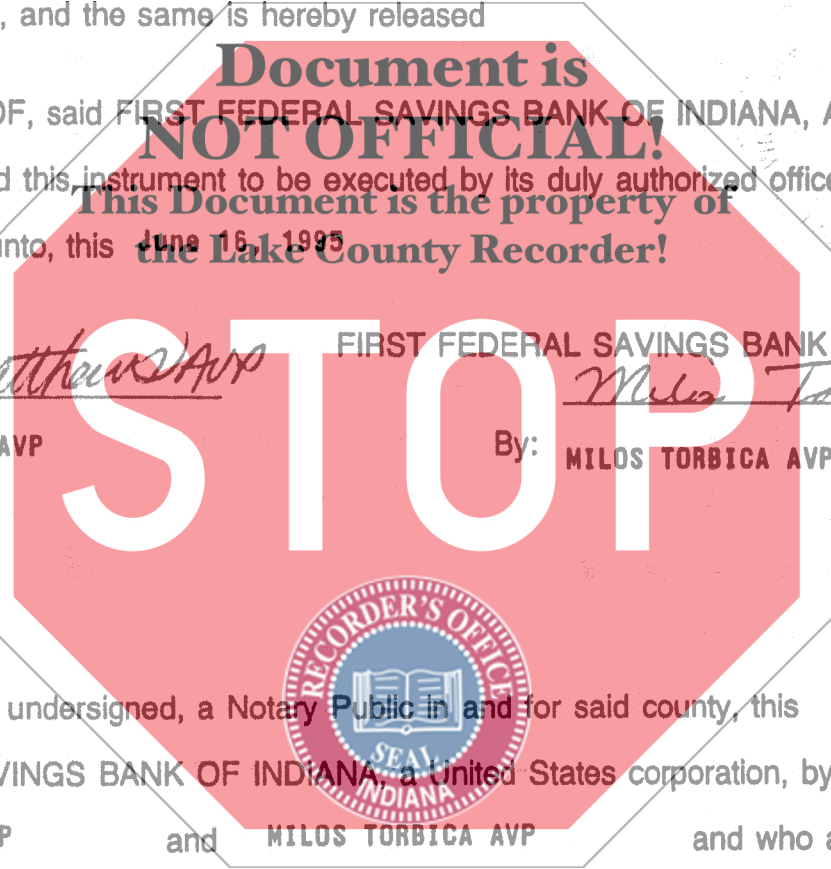 , and the same is hereby released
Document is
OF, said FIRST FEDERAL SAVINGS BANK OF INDIANA, A
NOT OFFICIAL!
d this instrument to be executed by its duly authorized office
This Document is the property of
unto, this June 16, 1995
the Lake County Recorder!
FIRST FEDERAL SAVINGS BANK
STOP
AVP
By: MILOS TORBICA AVP
RECORDER'S OFFICE
SEAL
INDIANA
undersigned, a Notary Public in and for said county, this
VINGS BANK OF INDIANA, a United States corporation, by
P and MILOS TORBICA AVP and who a